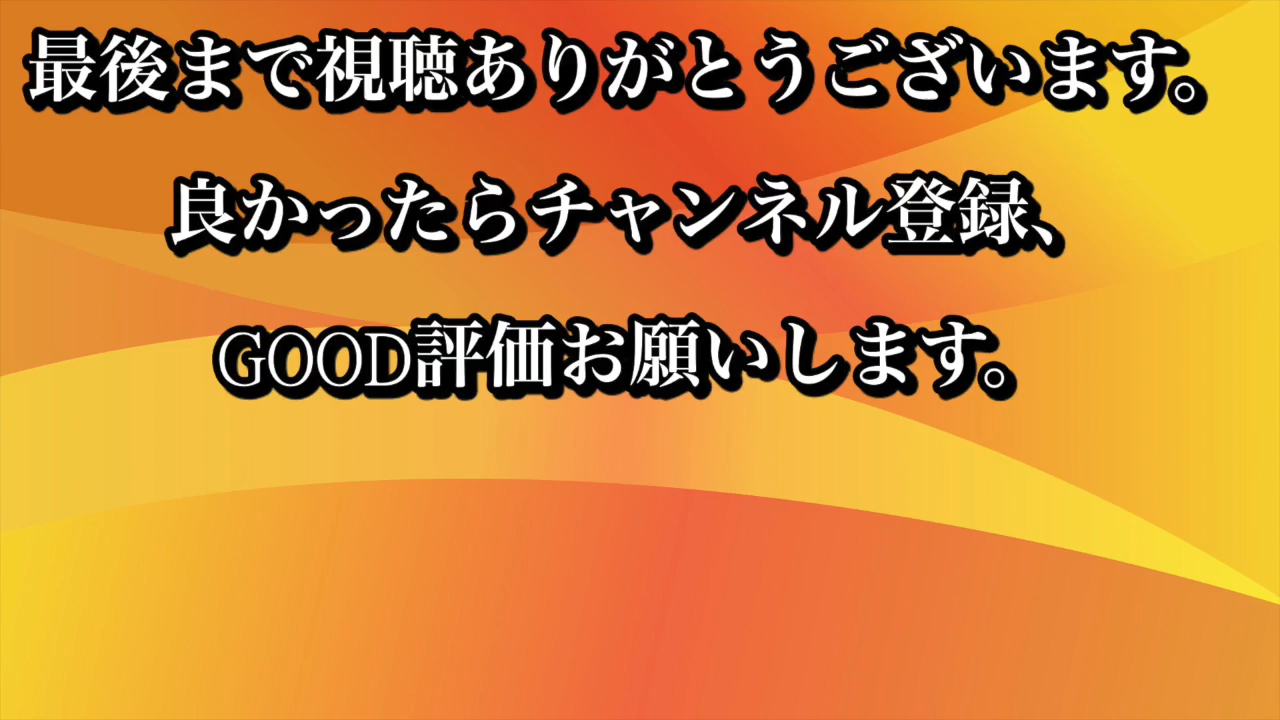 最後まで視聴ありがとうございます。
良かったらチャンネル登録、
GOOD評価お願いします。